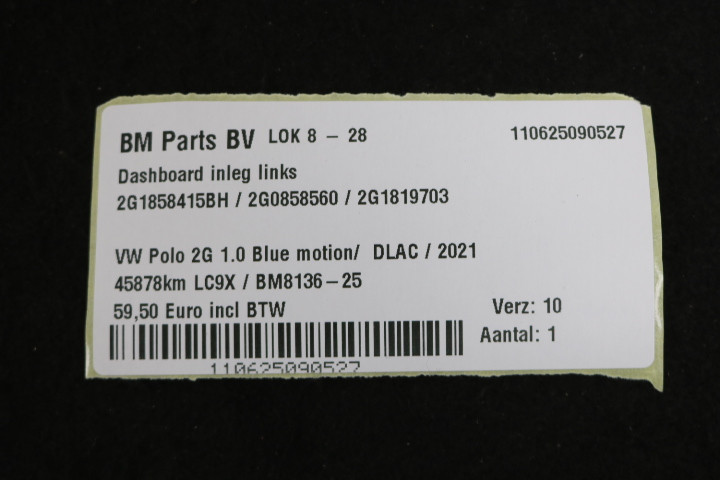 BM Parts BV LOK 8 - 28 110625090527
Dashboard inleg links
2G1858415BH / 2G0858560 / 2G1819703
VW Polo 2G 1.0 Blue motion/ DLAC / 2021
45878km LC9X / BM8136-25
59,50 Euro incl BTW Verz: 10
Aantal: 1
110625090527